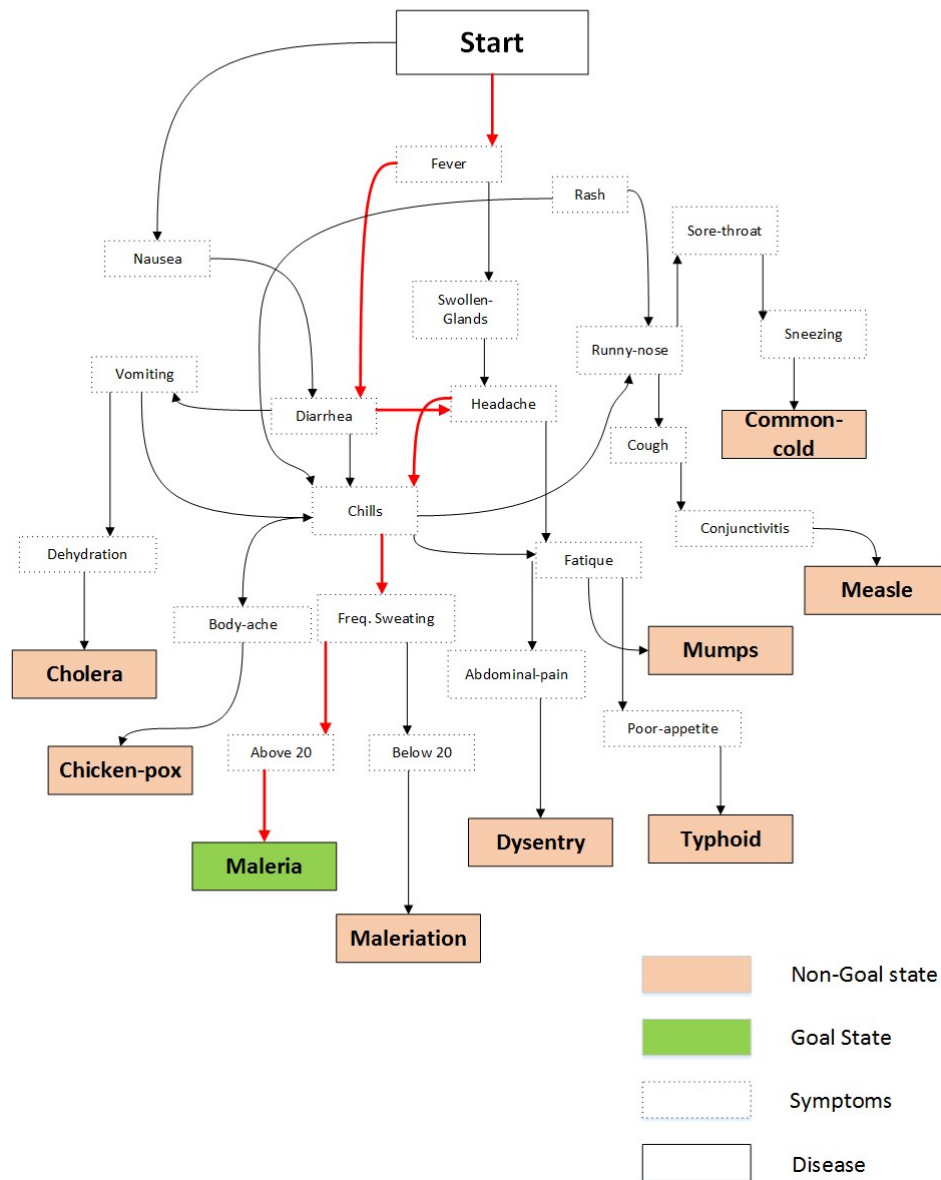 Start
Fever
Rash
Sore-throat
Nausea
Swollen-
Glands
Sneezing
Runny-nose
Vomiting
Diarrhea
Headache
Common-
cold
Cough
Chills
Conjunctivitis
Dehydration
Fatique
Measle
Body-ache
Freq. Sweating
Mumps
Cholera
Abdominal-pain
Poor-appetite
Above 20
Below 20
Chicken-pox
Dysentry
Typhoid
Maleria
Maleriation
Non-Goal state
Goal State
Symptoms
Disease